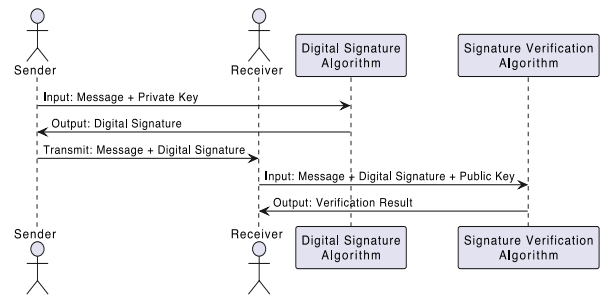 Sender
Receiver
Digital Signature
Algorithm
Signature Verification
Algorithm
Input: Message + Private Key
Output: Digital Signature
Transmit: Message + Digital Signature
Input: Message + Digital Signature + Public Key
Output: Verification Result
Sender
Receiver
Digital Signature
Algorithm
Signature Verification
Algorithm